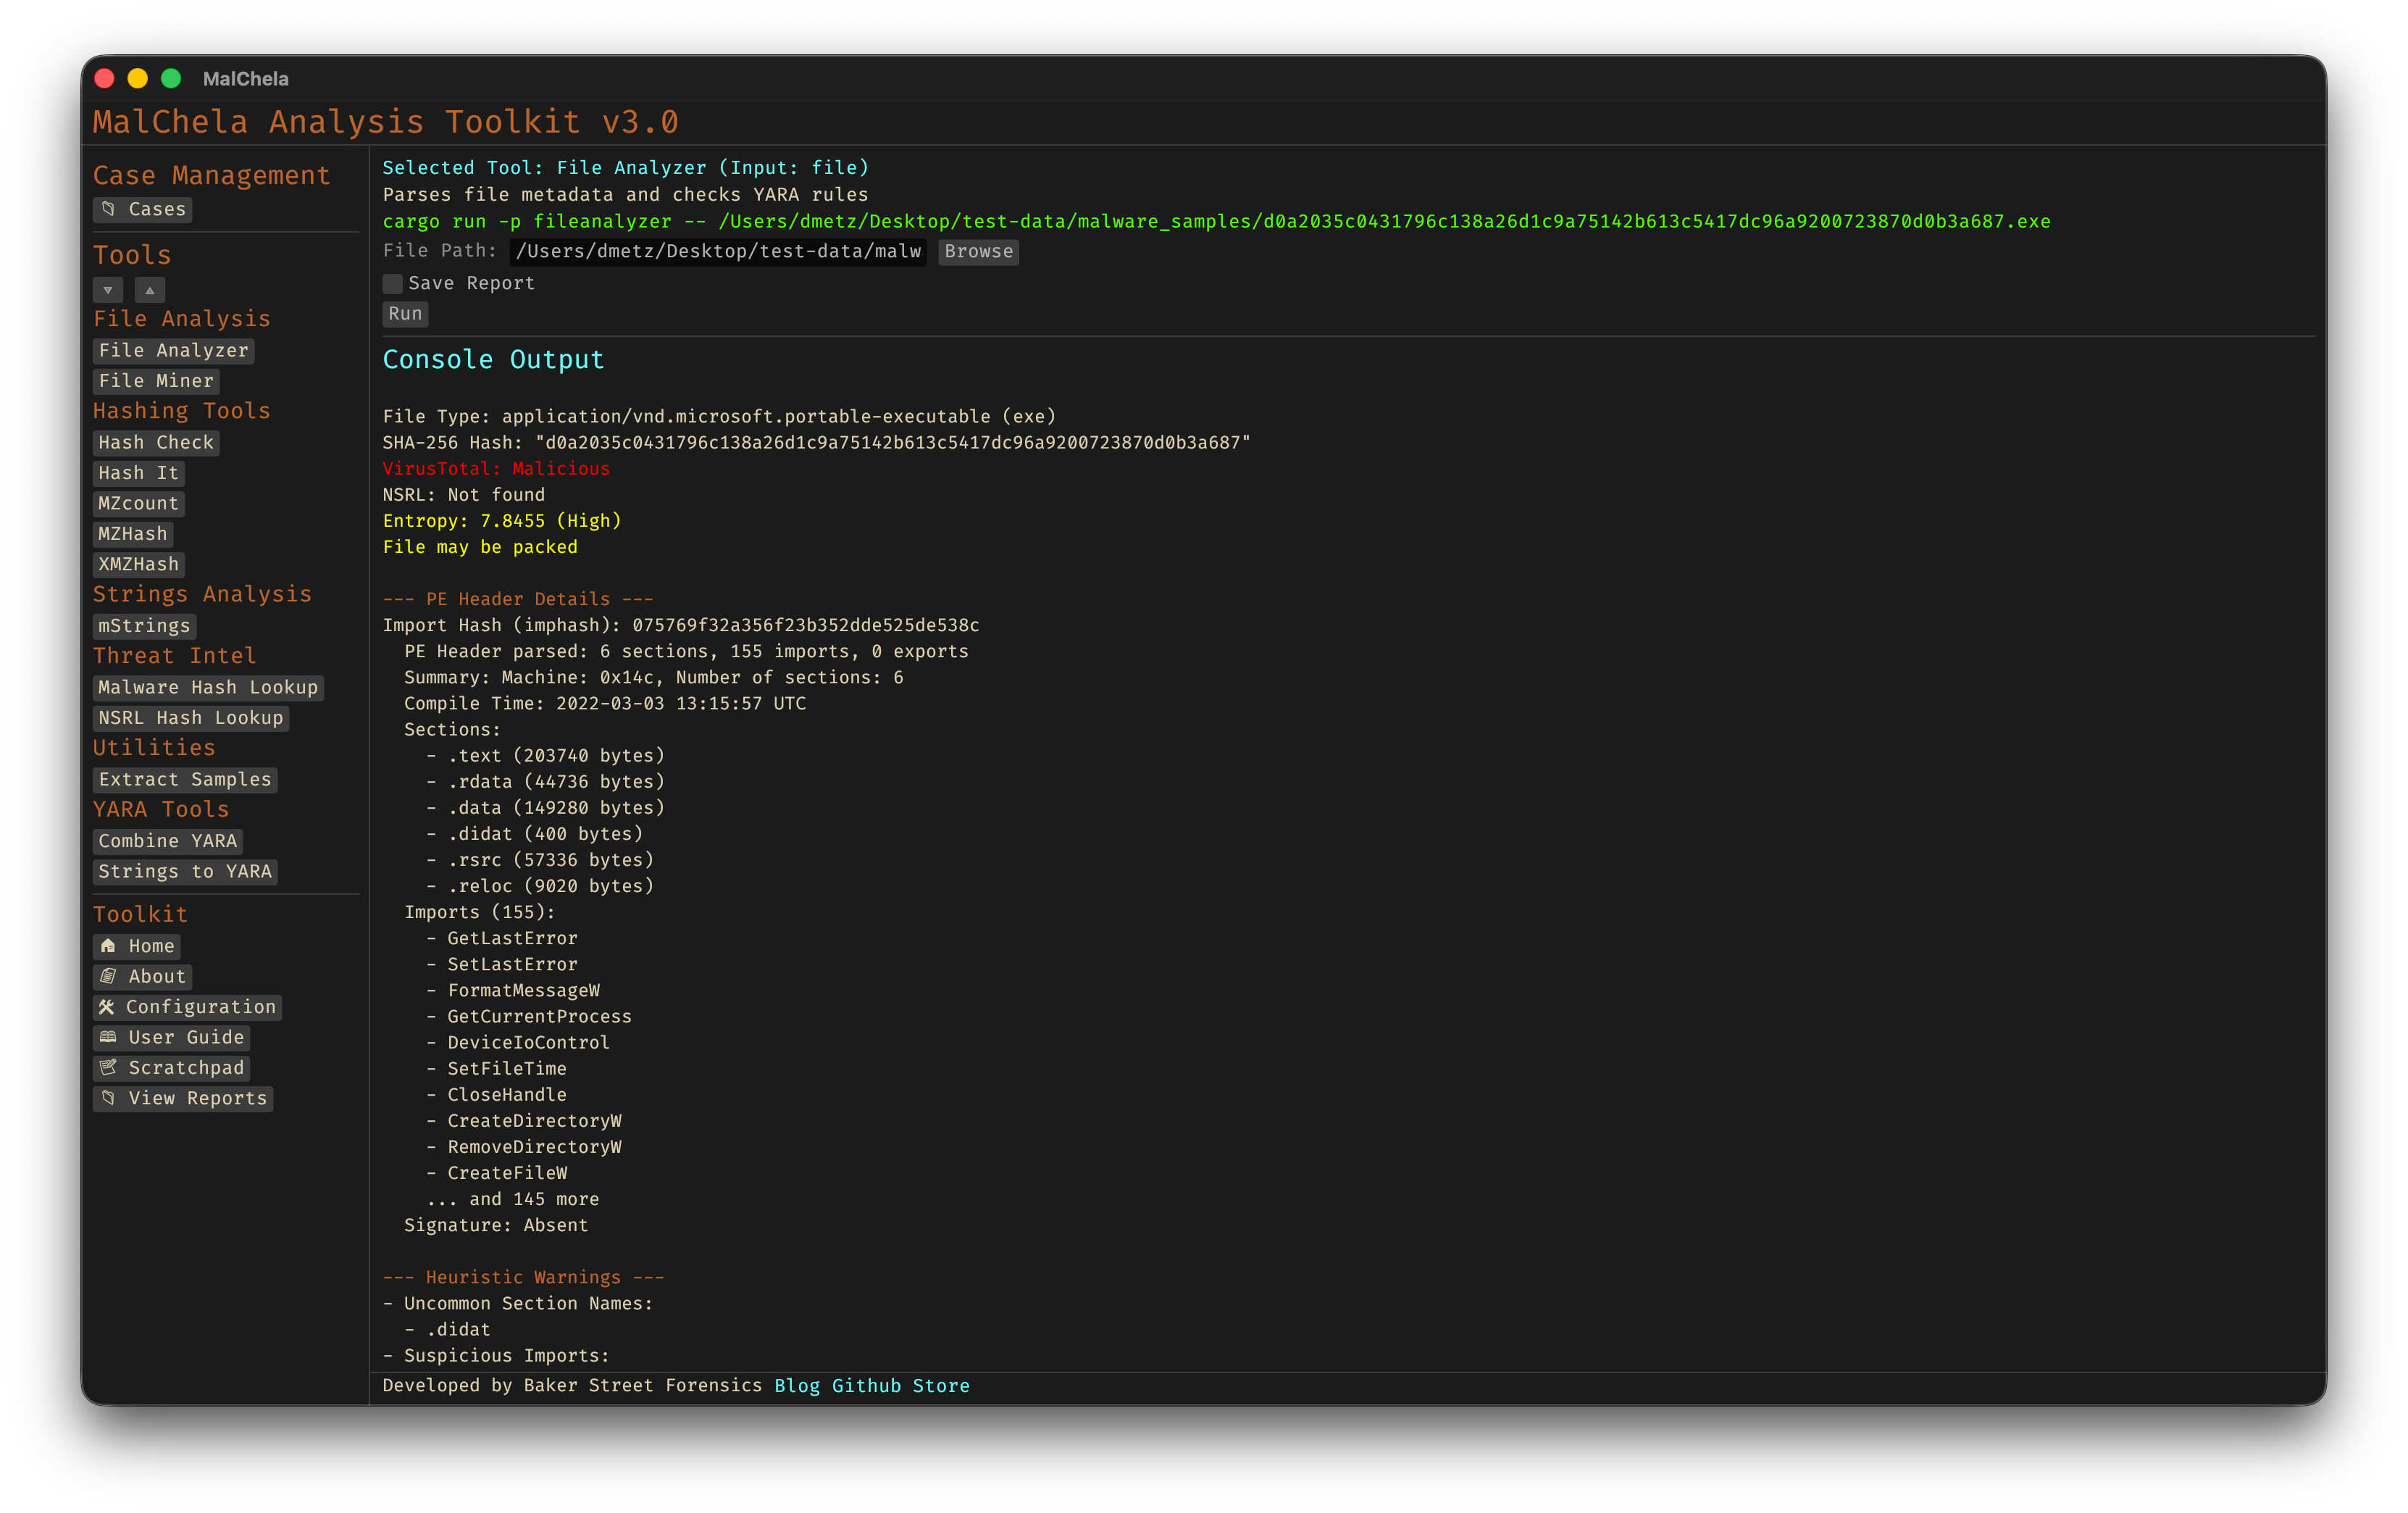 MalChela
MalChela Analysis Toolkit v3.0
Case Management
Cases
Tools
File Analysis
File Analyzer
File Miner
Hashing Tools
Hash Check
Hash It
MZcount
MZHash
XMZHash
Strings Analysis
mStrings
Threat Intel
Malware Hash Lookup
NSRL Hash Lookup
Utilities
Extract Samples
YARA Tools
Combine YARA
Strings to YARA
Toolkit
Home
About
Configuration
User Guide
Scratchpad
View Reports
Selected Tool: File Analyzer (Input: file)
Parses file metadata and checks YARA rules
cargo run -p fileanalyzer -- /Users/dmetz/Desktop/test-data/malware_samples/d0a2035c0431796c138a26d1c9a75142b613c5417dc96a9200723870d0b3a687.exe
File Path: /Users/dmetz/Desktop/test-data/malw Browse
Save Report
Run
Console Output
File Type: application/vnd.microsoft.portable-executable (exe)
SHA-256 Hash: "d0a2035c0431796c138a26d1c9a75142b613c5417dc96a9200723870d0b3a687"
VirusTotal: Malicious
NSRL: Not found
Entropy: 7.8455 (High)
File may be packed
--- PE Header Details ---
Import Hash (imphash): 075769f32a356f23b352dde525de538c
PE Header parsed: 6 sections, 155 imports, 0 exports
Summary: Machine: 0x14c, Number of sections: 6
Compile Time: 2022-03-03 13:15:57 UTC
Sections:
- .text (203740 bytes)
- .rdata (44736 bytes)
- .data (149280 bytes)
- .didat (400 bytes)
- .rsrc (57336 bytes)
- .reloc (9020 bytes)
Imports (155):
- GetLastError
- SetLastError
- FormatMessageW
- GetCurrentProcess
- DeviceIoControl
- SetFileTime
- CloseHandle
- CreateDirectoryW
- RemoveDirectoryW
- CreateFileW
... and 145 more
Signature: Absent
--- Heuristic Warnings ---
- Uncommon Section Names:
- .didat
- Suspicious Imports:
Developed by Baker Street Forensics Blog Github Store